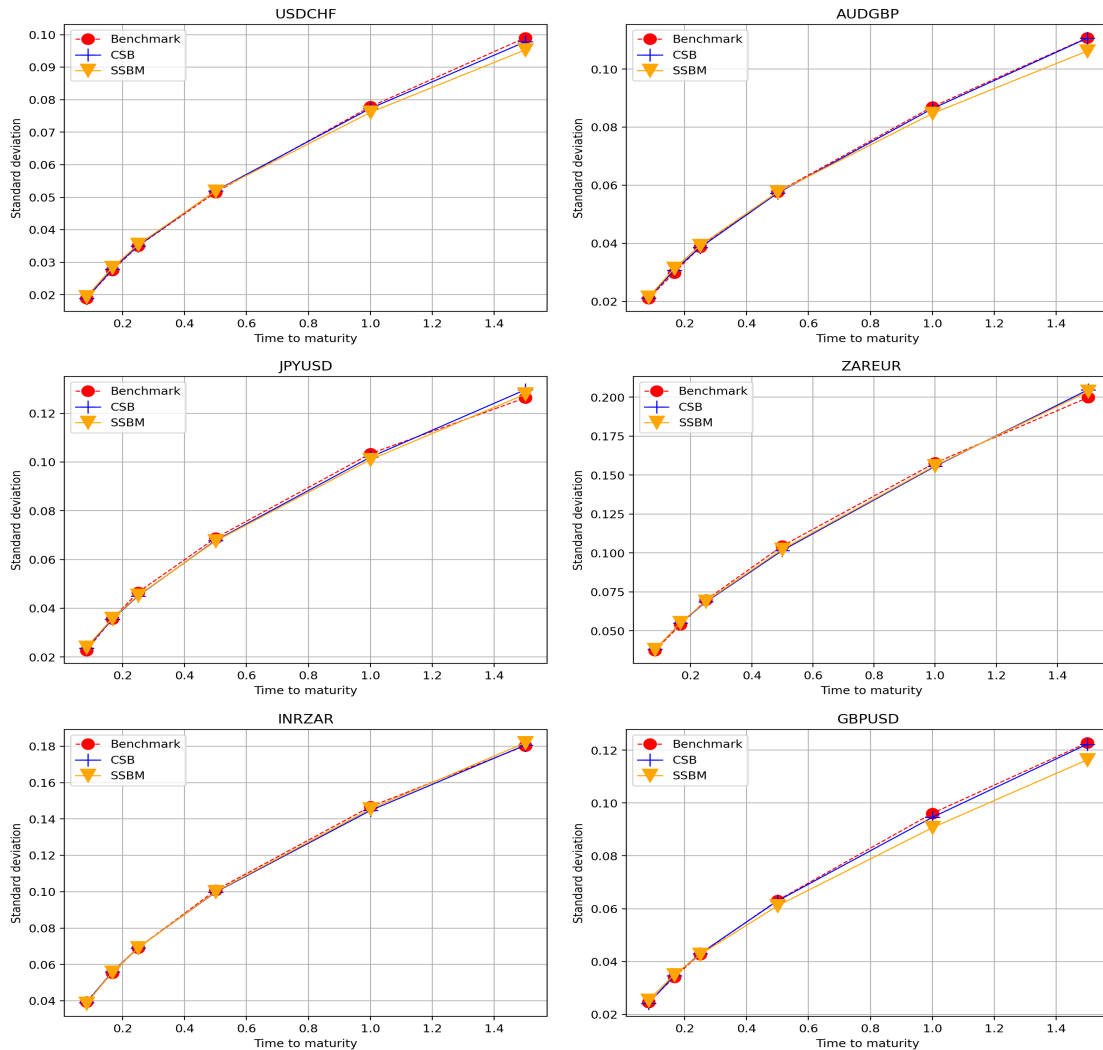 USDCHF
Benchmark
CSB
SSBM
0.10
0.09
0.08
0.07
0.06
0.05
0.04
0.03
0.02
Standard deviation
0.2 0.4 0.6 0.8 1.0 1.2 1.4
Time to maturity
AUDGBP
Benchmark
CSB
SSBM
0.10
0.08
0.06
0.04
0.02
Standard deviation
0.2 0.4 0.6 0.8 1.0 1.2 1.4
Time to maturity
JPYUSD
Benchmark
CSB
SSBM
0.12
0.10
0.08
0.06
0.04
0.02
Standard deviation
0.2 0.4 0.6 0.8 1.0 1.2 1.4
Time to maturity
ZAREUR
Benchmark
CSB
SSBM
0.200
0.175
0.150
0.125
0.100
0.075
0.050
Standard deviation
0.2 0.4 0.6 0.8 1.0 1.2 1.4
Time to maturity
INRZAR
Benchmark
CSB
SSBM
0.18
0.16
0.14
0.12
0.10
0.08
0.06
0.04
Standard deviation
0.2 0.4 0.6 0.8 1.0 1.2 1.4
Time to maturity
GBPUSD
Benchmark
CSB
SSBM
0.12
0.10
0.08
0.06
0.04
0.02
Standard deviation
0.2 0.4 0.6 0.8 1.0 1.2 1.4
Time to maturity